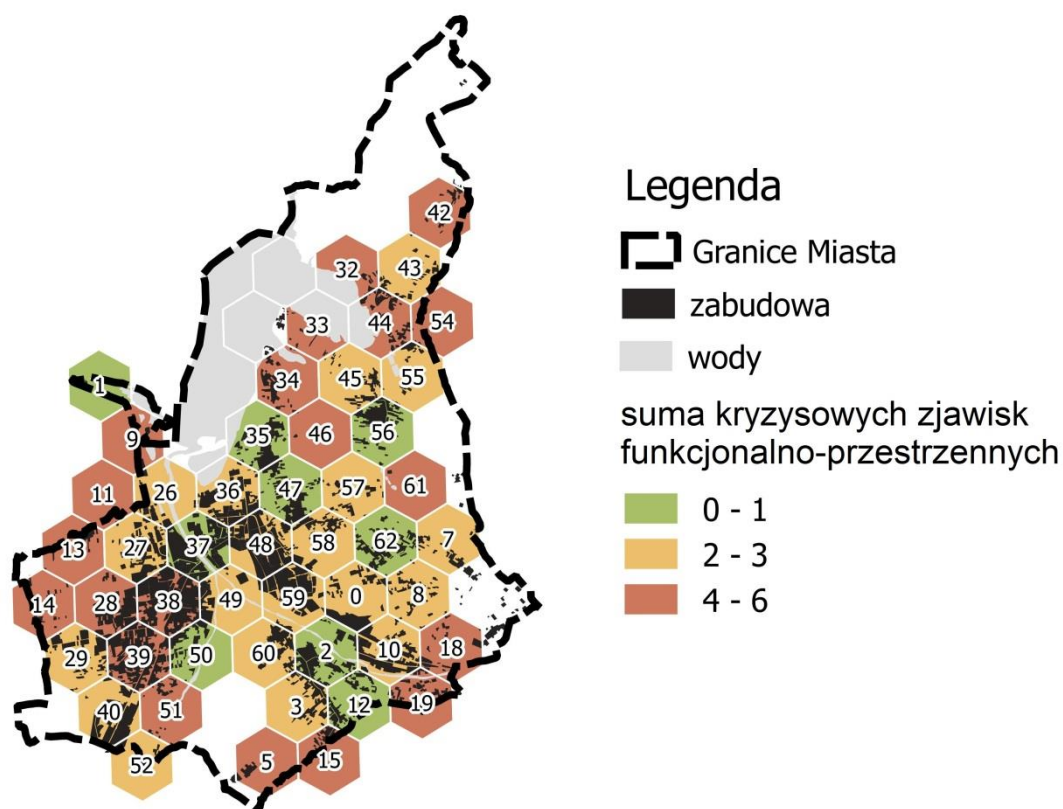 42
32 43
33 44 54
1 34 45 55
9 35 46 56
11 26 36 47 57 61
13 27 37 48 58 62 7
14 28 38 49 59 0 8
29 39 50 60 2 10 18
40 51 3 12 19
52 5 15
Legenda
Granice Miasta
zabudowa
wody
suma kryzysowych zjawisk
funkcjonalno-przestrzennych
0 - 1
2 - 3
4 - 6